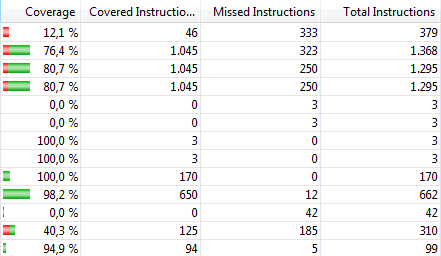 Coverage Covered Instructio... Missed Instructions Total Instructions
12,1 % 46 333 379
76,4 % 1.045 323 1.368
80,7 % 1.045 250 1.295
80,7 % 1.045 250 1.295
0,0 % 0 3 3
0,0 % 0 3 3
100,0 % 3 0 3
100,0 % 3 0 3
100,0 % 170 0 170
98,2 % 650 12 662
0,0 % 0 42 42
40,3 % 125 185 310
94,9 % 94 5 99